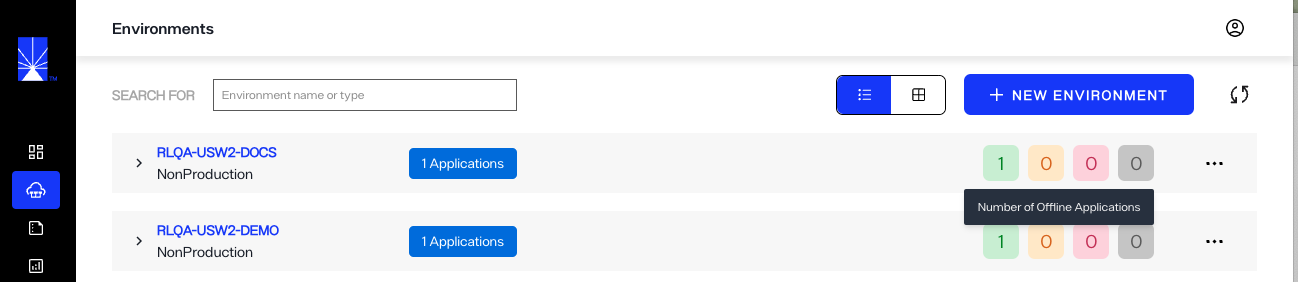 Environments
SEARCH FOR
Environment name or type
NEW ENVIRONMENT
RLQA-USW2-DOCS
NonProduction
1 Applications
1 0 0 0
Number of Offline Applications
RLQA-USW2-DEMO
NonProduction
1 Applications
1 0 0 0
TM